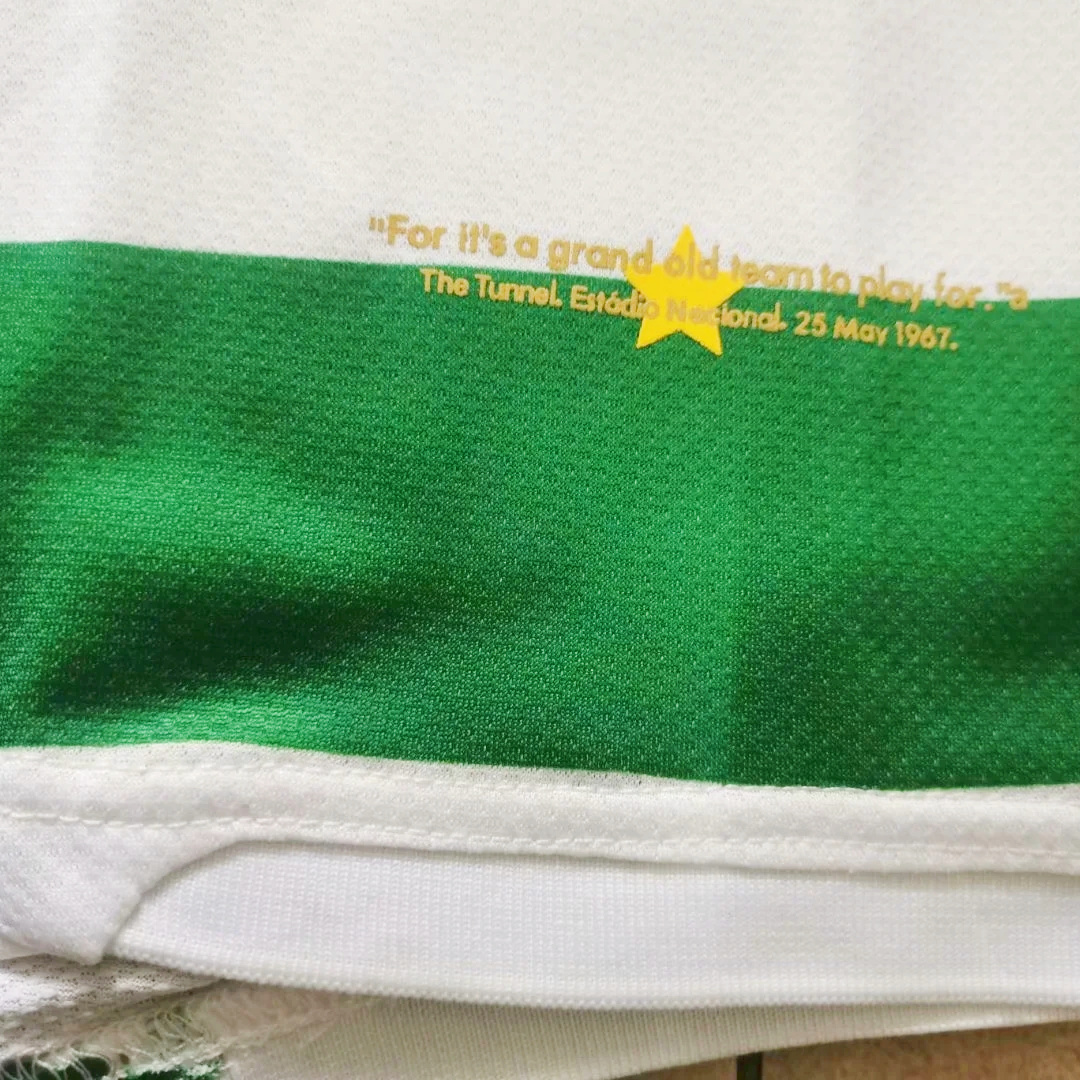 "For it's a grand old team to play for."a
The Tunnel. Estádio Nacional. 25 May 1967.